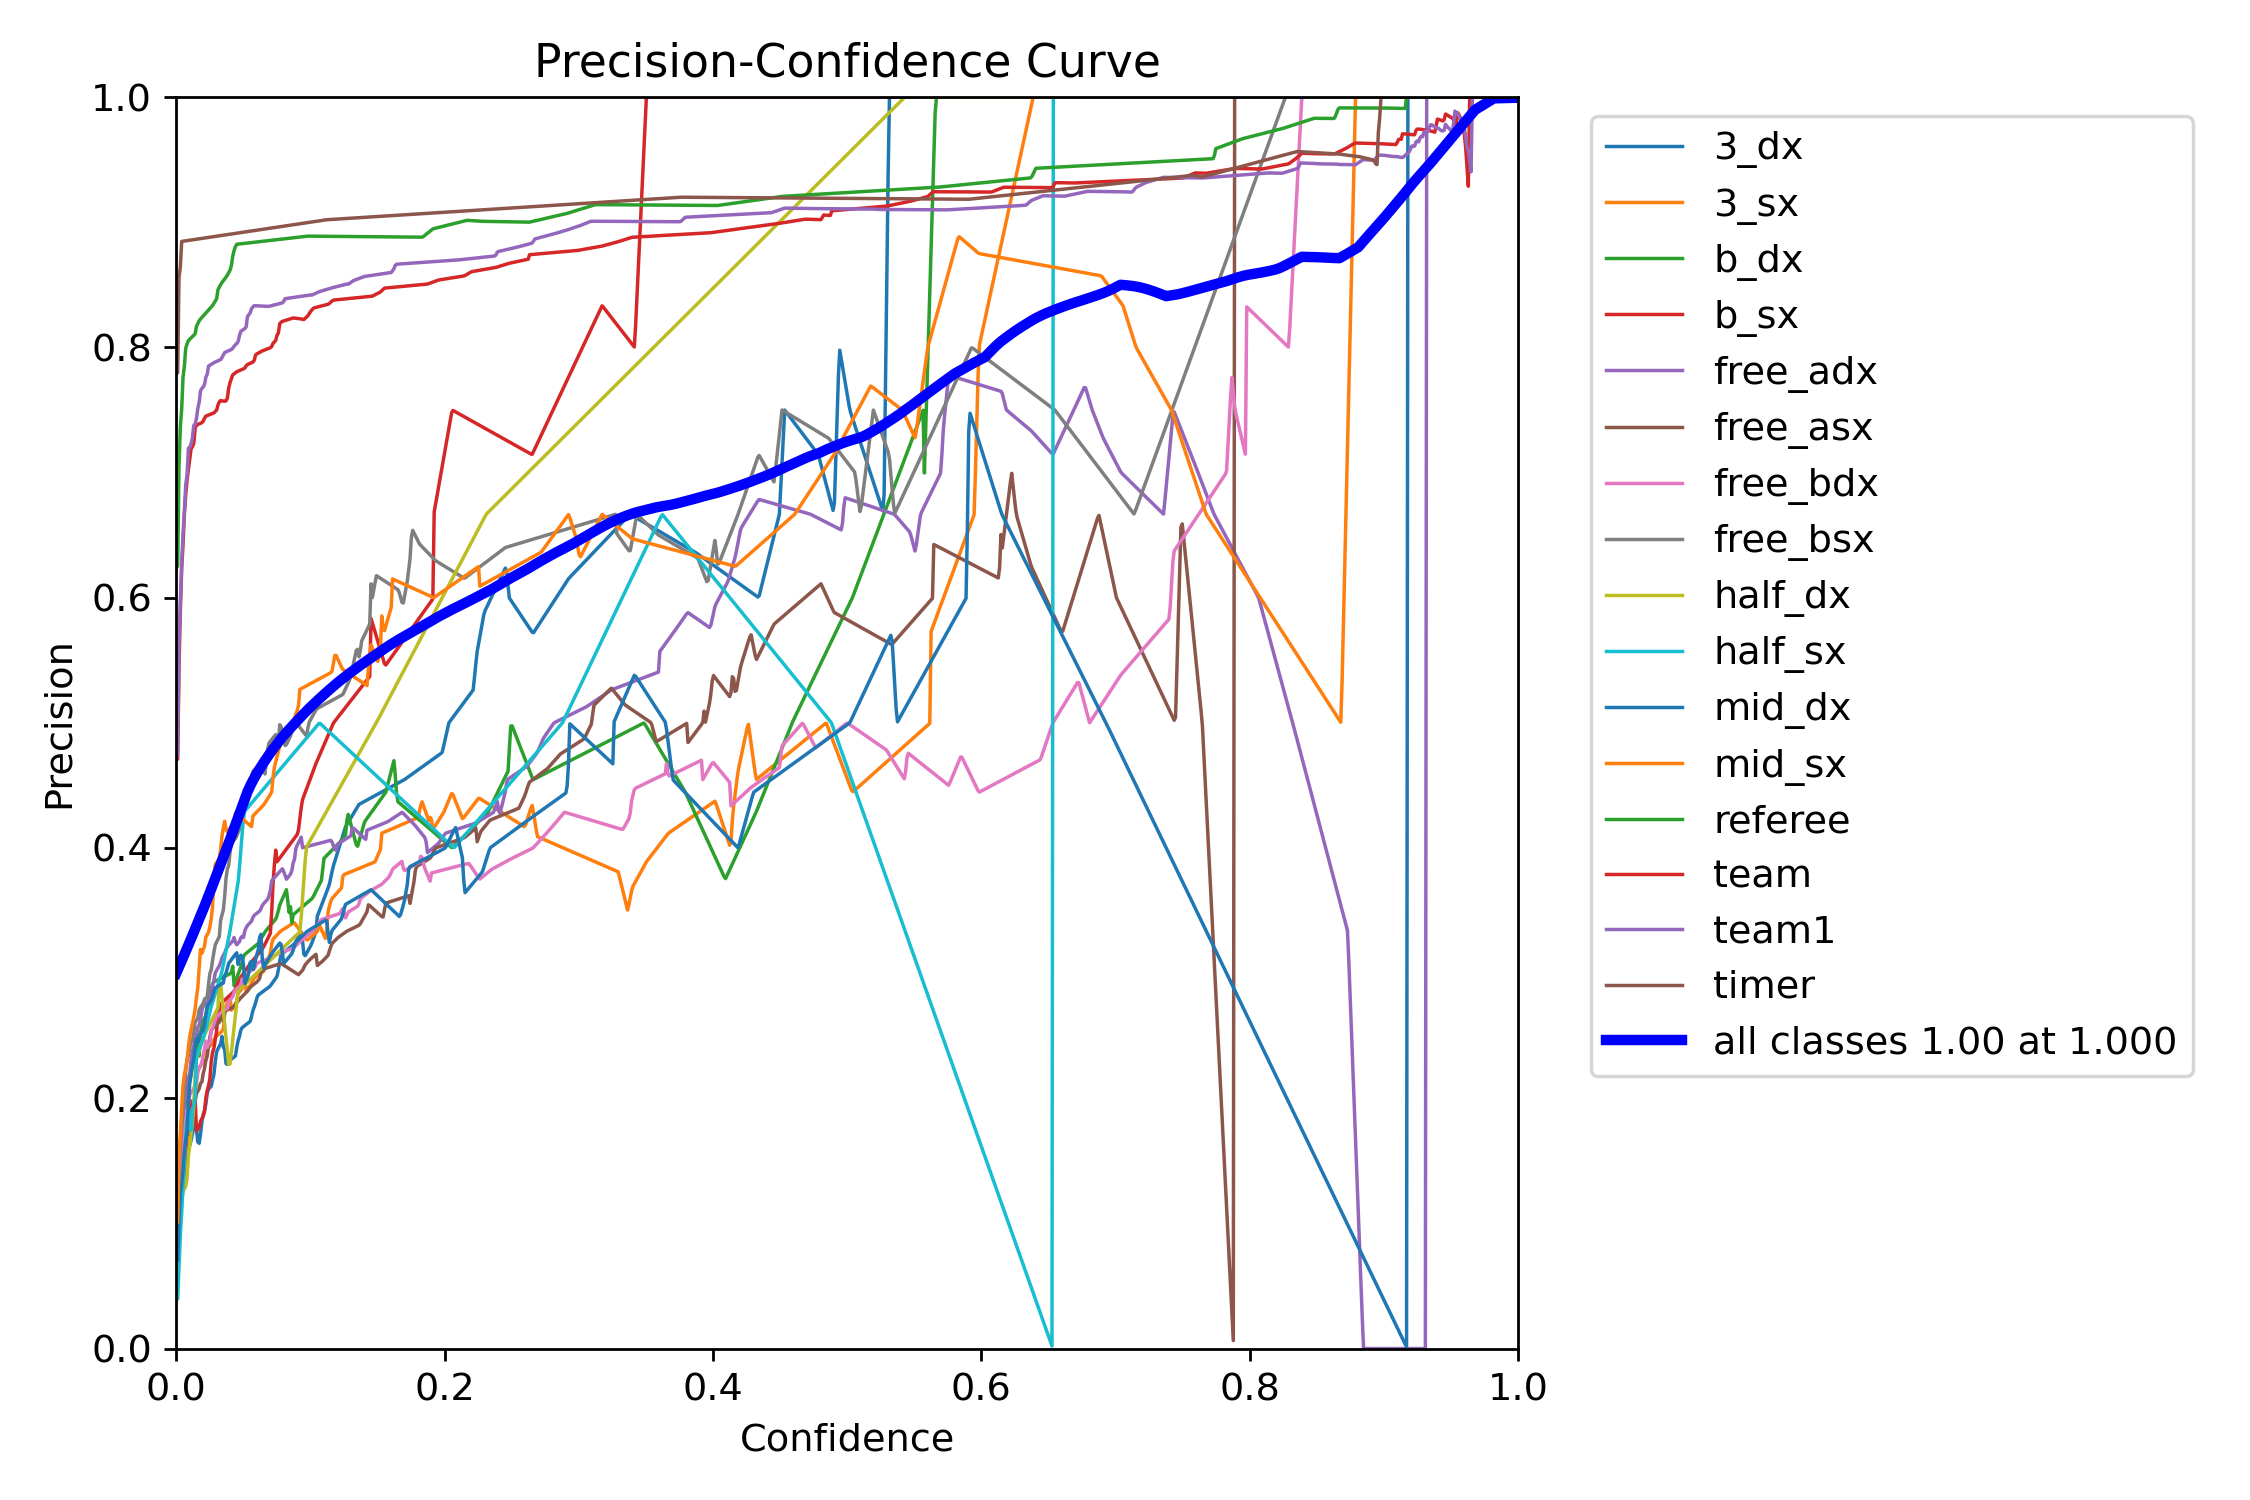 Precision-Confidence Curve
1.0
0.8
0.6
0.4
0.2
0.0
Precision
0.0 0.2 0.4 0.6 0.8 1.0
Confidence
3_dx
3_sx
b_dx
b_sx
free_adx
free_asx
free_bdx
free_bsx
half_dx
half_sx
mid_dx
mid_sx
referee
team
team1
timer
all classes 1.00 at 1.000